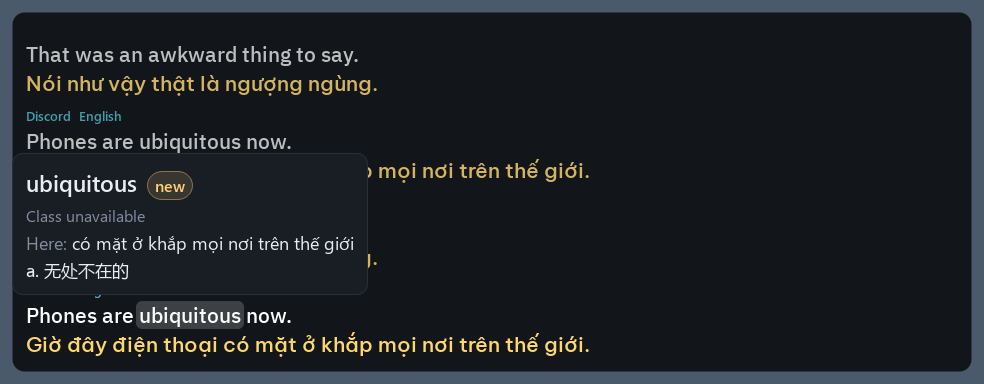 That was an awkward thing to say.
Nói như vậy thật là ngượng ngùng.
Discord English
Phones are ubiquitous now.
mọi nơi trên thế giới.
ubiquitous new
Class unavailable
Here: có mặt ở khắp mọi nơi trên thế giới
a. 无处不在的
Phones are ubiquitous now.
Giờ đây điện thoại có mặt ở khắp mọi nơi trên thế giới.